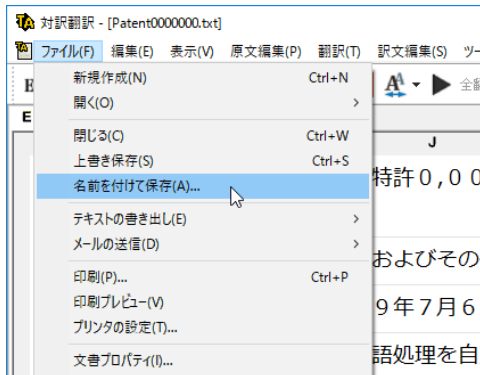 対訳翻訳 - [Patent0000000.txt]
ファイル(F) 編集(E) 表示(V) 原文編集(P) 翻訳(T) 訳文編集(S) ツー
新規作成(N) Ctrl+N
開く(O)
閉じる(C) Ctrl+W
上書き保存(S) Ctrl+S
名前を付けて保存(A)...
テキストの書き出し(E)
メールの送信(D)
印刷(P)... Ctrl+P
印刷プレビュー(V)
プリンタの設定(T)...
文書プロパティ(I)...
E
A 全
E
J
特許０,００
およびその
９年７月６
語処理を自